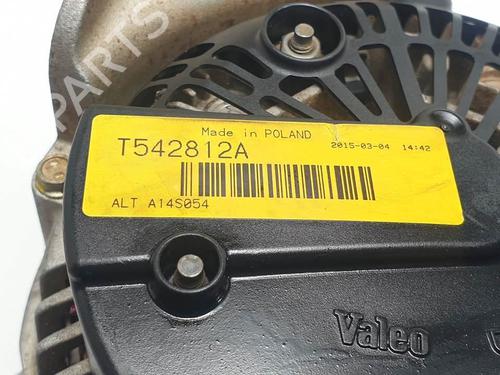 PARTS
Made in POLAND
T542812A
2015-03-04 14:42
ALT A14S054
Valeo